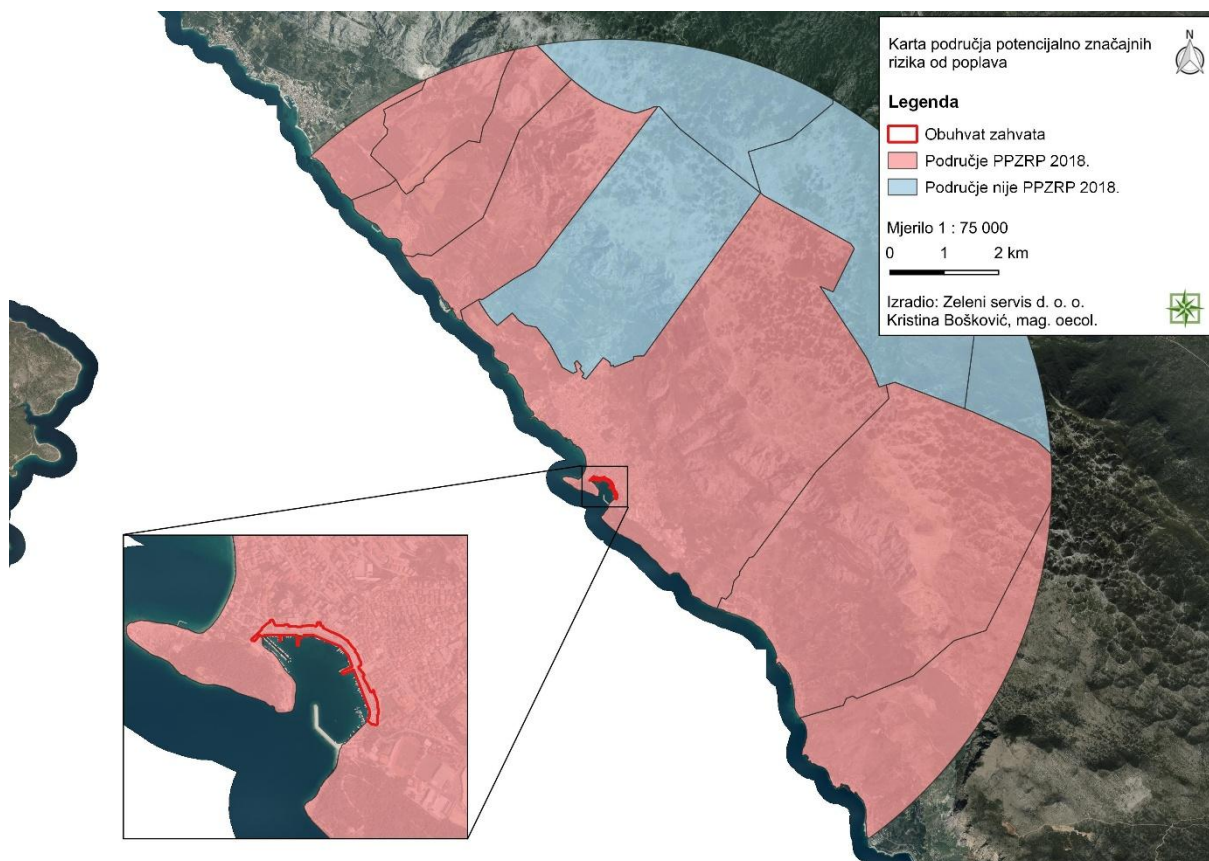 Karta područja potencijalno značajnih
rizika od poplava
N
Legenda
Obuhvat zahvata
Područje PPZRP 2018.
Područje nije PPZRP 2018.
Mjerilo 1 : 75 000
0 1 2 km
Izradio: Zeleni servis d. o. o.
Kristina Bošković, mag. oecol.